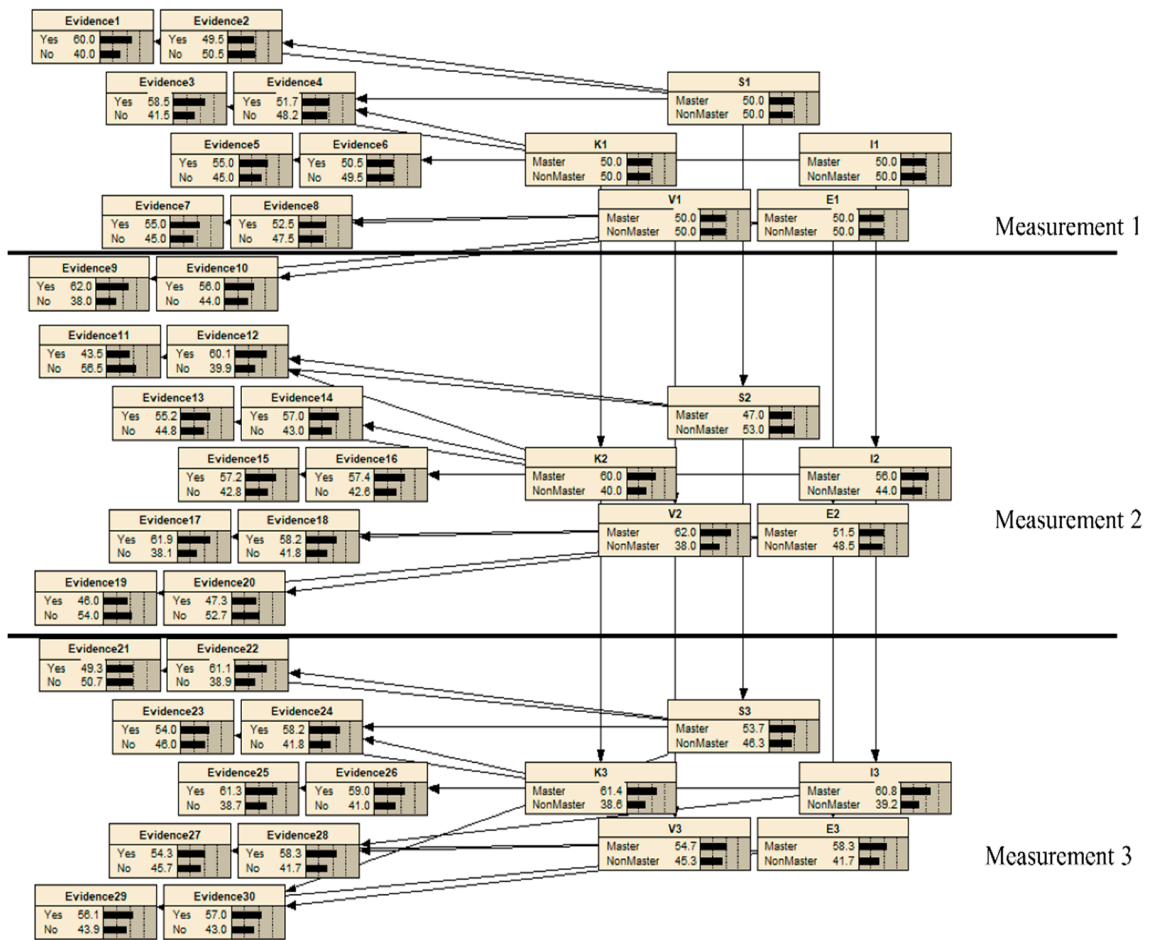 Evidence1 Evidence2
Yes 60.0 Yes 49.5
No 40.0 No 50.5
Evidence3 Evidence4 S1
Yes 58.5 Yes 51.7 Master 50.0
No 41.5 No 48.2 NonMaster 50.0
Evidence5 Evidence6 K1 I1
Yes 55.0 Yes 50.5 Master 50.0 Master 50.0
No 45.0 No 49.5 NonMaster 50.0 NonMaster 50.0
Evidence7 Evidence8 V1 E1
Yes 55.0 Yes 52.5 Master 50.0 Master 50.0
No 45.0 No 47.5 NonMaster 50.0 NonMaster 50.0
Measurement 1
Evidence9 Evidence10
Yes 62.0 Yes 56.0
No 38.0 No 44.0
Evidence11 Evidence12
Yes 43.5 Yes 60.1
No 56.5 No 39.9
Evidence13 Evidence14 S2
Yes 55.2 Yes 57.0 Master 47.0
No 44.8 No 43.0 NonMaster 53.0
Evidence15 Evidence16 K2 I2
Yes 57.2 Yes 57.4 Master 60.0 Master 56.0
No 42.8 No 42.6 NonMaster 40.0 NonMaster 44.0
Evidence17 Evidence18 V2 E2
Yes 61.9 Yes 58.2 Master 62.0 Master 51.5
No 38.1 No 41.8 NonMaster 38.0 NonMaster 48.5
Measurement 2
Evidence19 Evidence20
Yes 46.0 Yes 47.3
No 54.0 No 52.7
Evidence21 Evidence22
Yes 49.3 Yes 61.1
No 50.7 No 38.9
Evidence23 Evidence24 S3
Yes 54.0 Yes 58.2 Master 53.7
No 46.0 No 41.8 NonMaster 46.3
Evidence25 Evidence26 K3 I3
Yes 61.3 Yes 59.0 Master 61.4 Master 60.8
No 38.7 No 41.0 NonMaster 38.6 NonMaster 39.2
Evidence27 Evidence28 V3 E3
Yes 54.3 Yes 58.3 Master 54.7 Master 58.3
No 45.7 No 41.7 NonMaster 45.3 NonMaster 41.7
Measurement 3
Evidence29 Evidence30
Yes 56.1 Yes 57.0
No 43.9 No 43.0